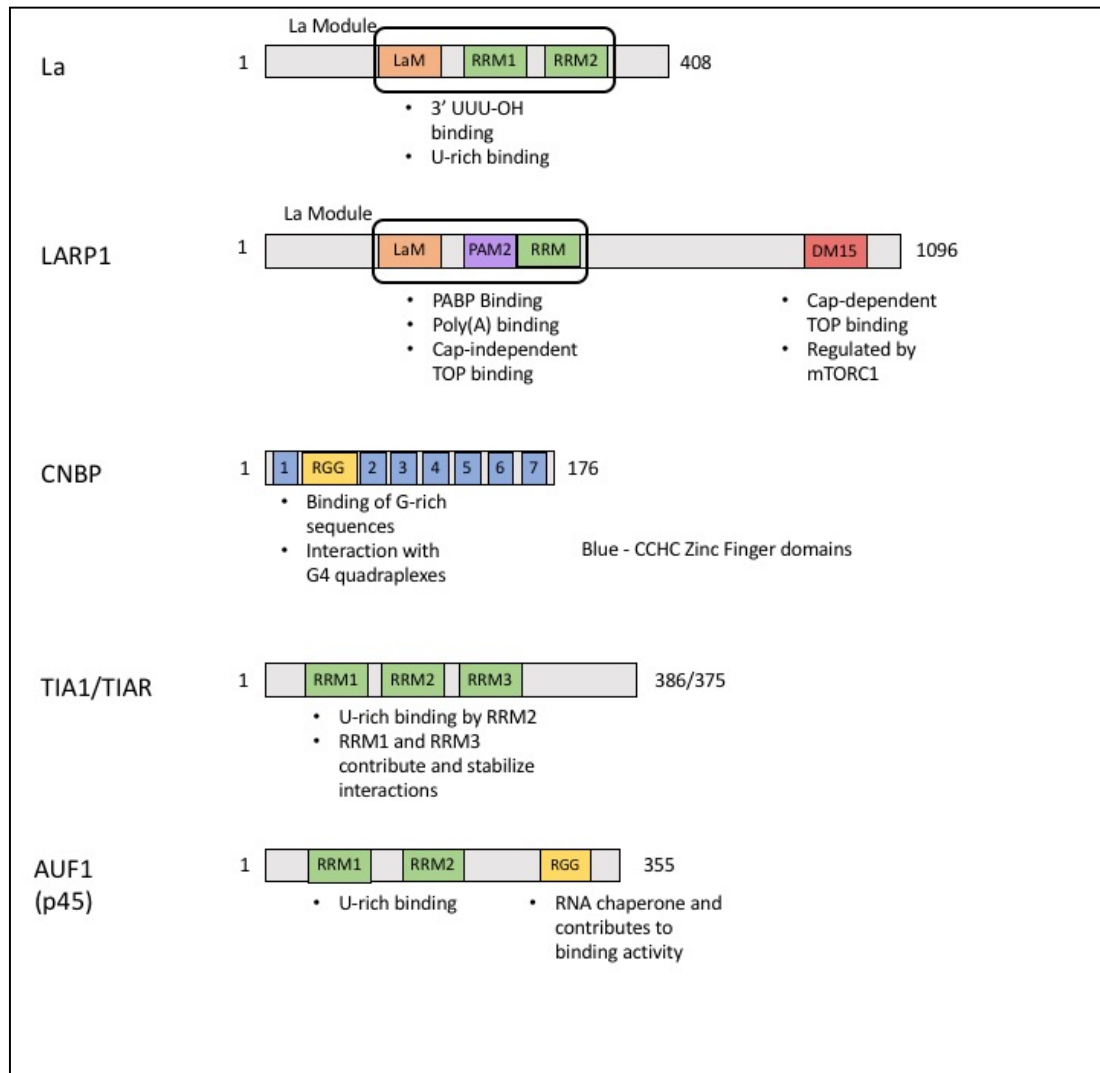 La Module
La
1
LaM
RRM1
RRM2
408
• 3’ UUU-OH
binding
• U-rich binding
La Module
LARP1
1
LaM
PAM2
RRM
DM15
1096
• PABP Binding
• Poly(A) binding
• Cap-independent
TOP binding
• Cap-dependent
TOP binding
• Regulated by
mTORC1
CNBP
1
1
RGG
2
3
4
5
6
7
176
• Binding of G-rich
sequences
• Interaction with
G4 quadraplexes
Blue - CCHC Zinc Finger domains
TIA1/TIAR
1
RRM1
RRM2
RRM3
386/375
• U-rich binding by RRM2
• RRM1 and RRM3
contribute and stabilize
interactions
AUF1
(p45)
1
RRM1
RRM2
RGG
355
• U-rich binding
• RNA chaperone and
contributes to
binding activity